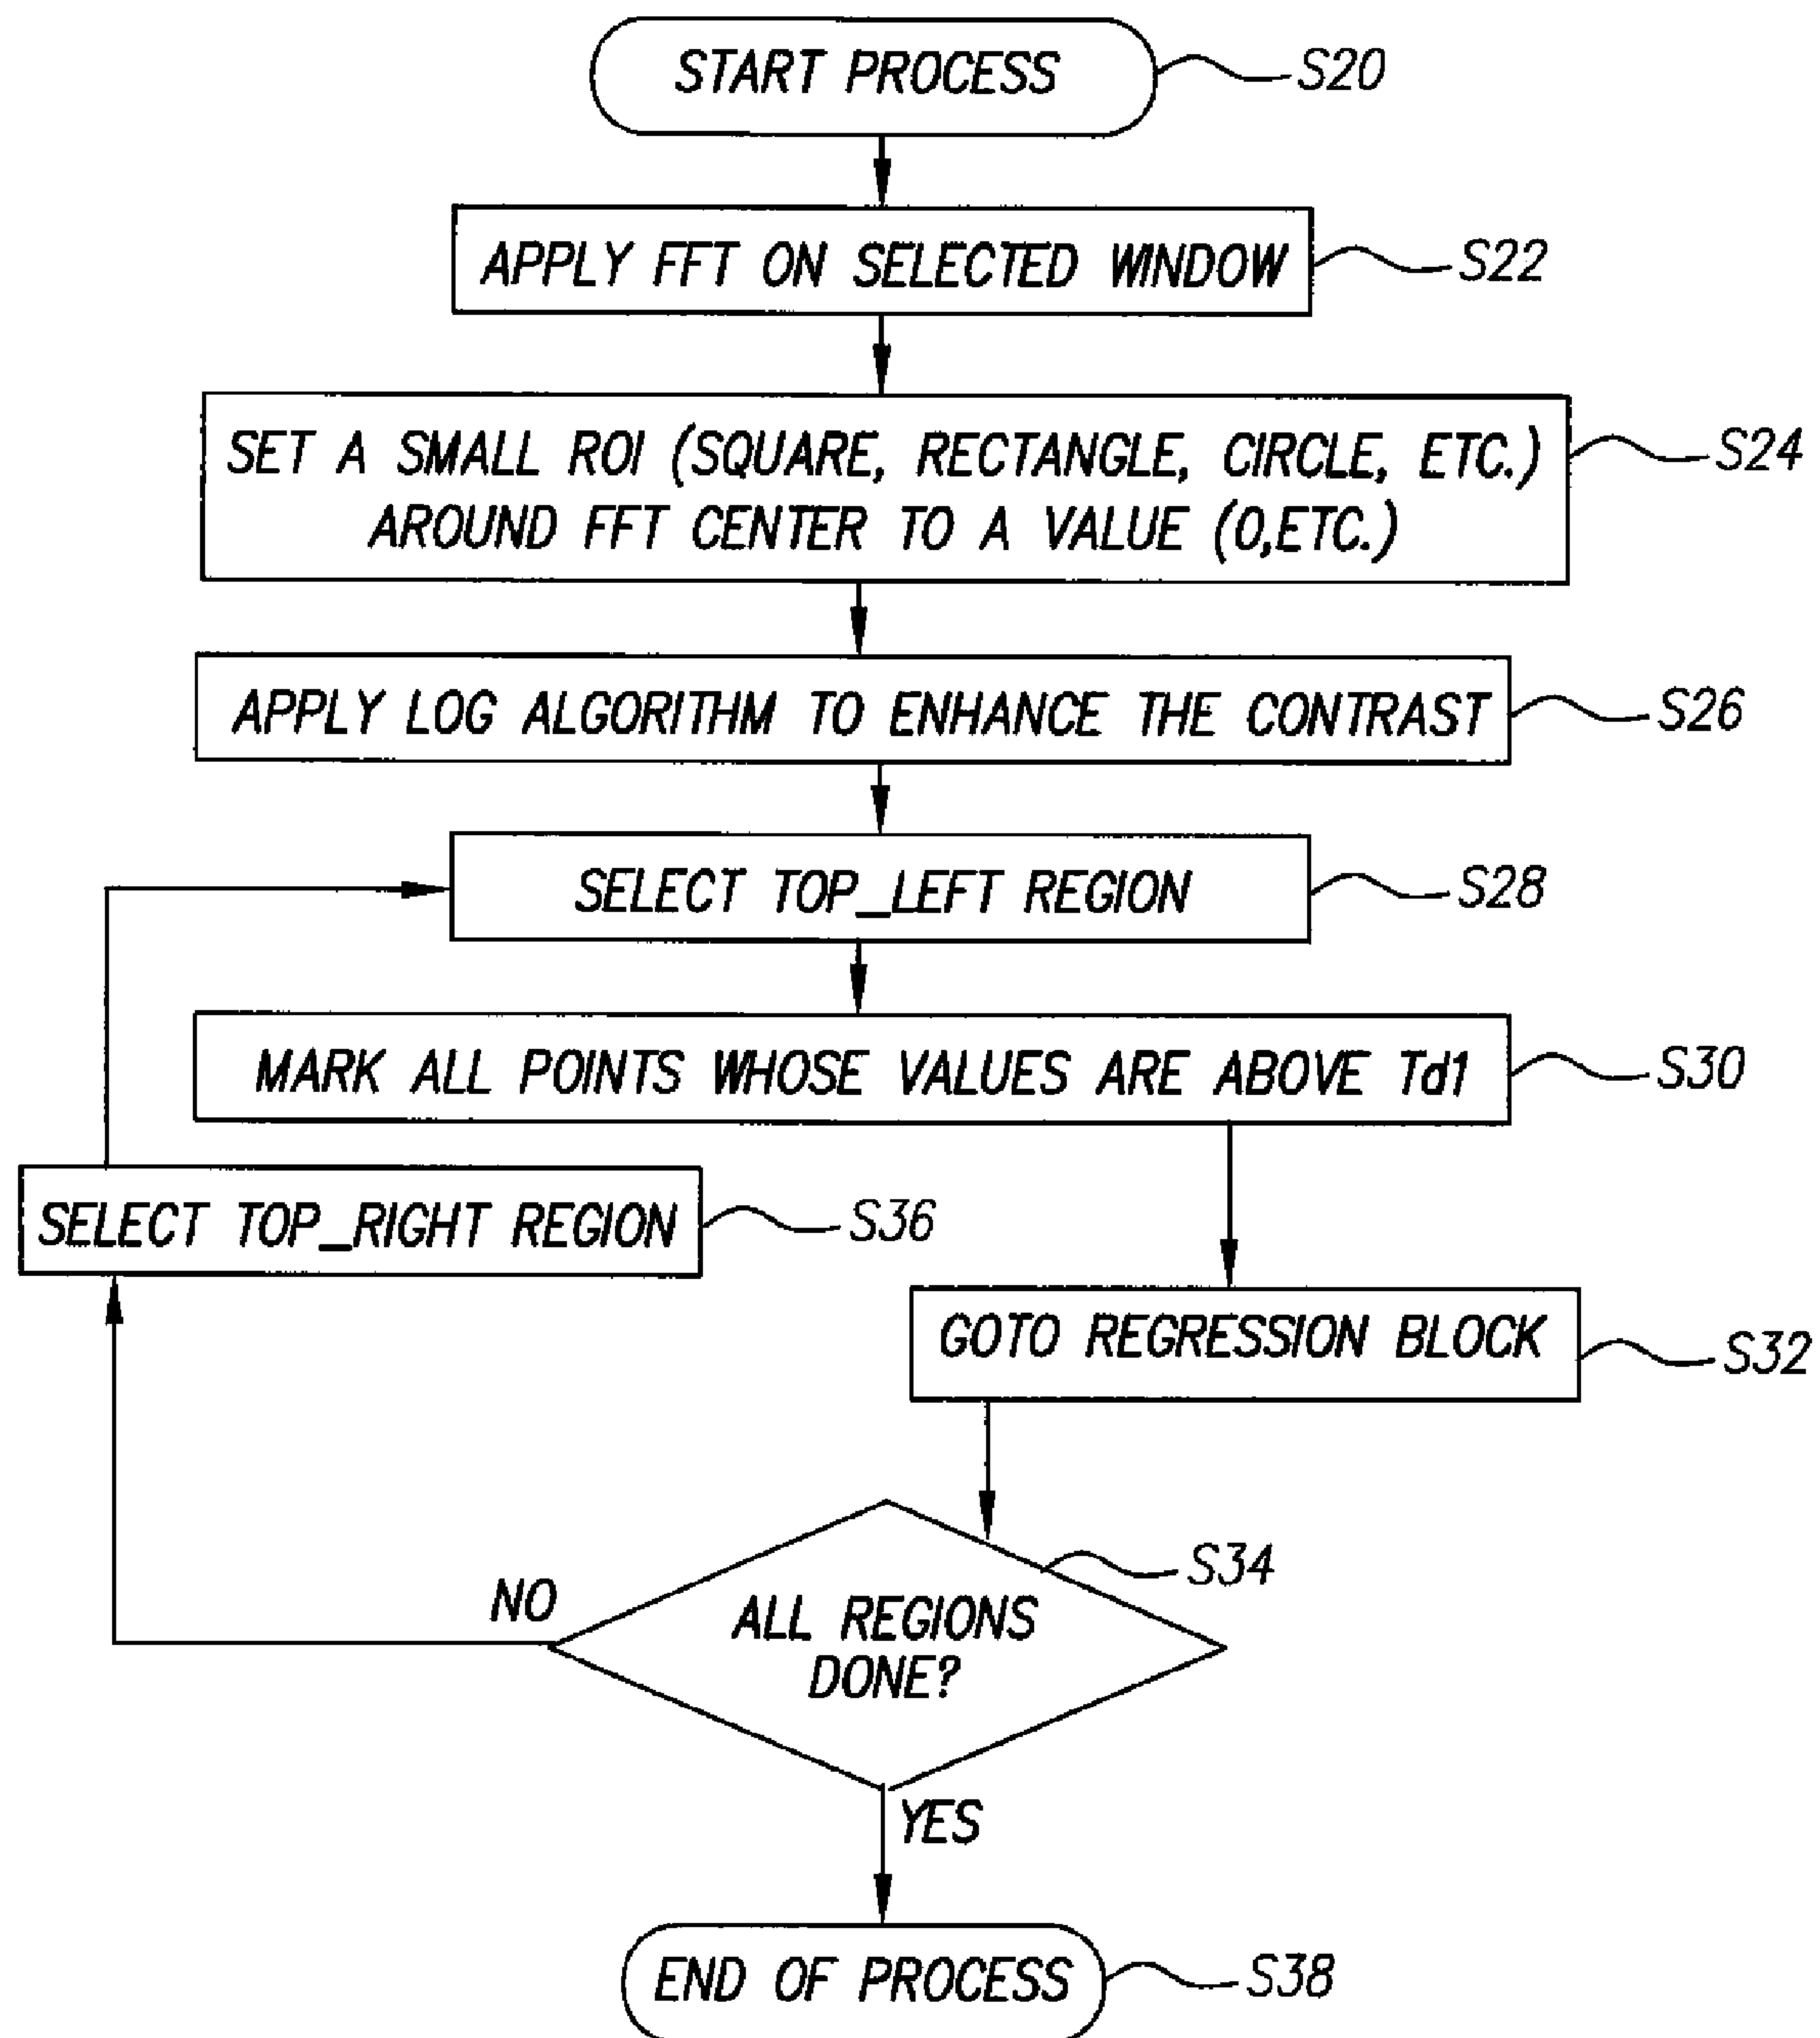 START PROCESS
S20
APPLY FFT ON SELECTED WINDOW
S22
SET A SMALL ROI (SQUARE, RECTANGLE, CIRCLE, ETC.)
AROUND FFT CENTER TO A VALUE (0,ETC.)
S24
APPLY LOG ALGORITHM TO ENHANCE THE CONTRAST
S26
SELECT TOP_LEFT REGION
S28
MARK ALL POINTS WHOSE VALUES ARE ABOVE Td1
S30
SELECT TOP_RIGHT REGION
S36
GOTO REGRESSION BLOCK
S32
ALL REGIONS
DONE?
S34
NO
YES
END OF PROCESS
S38